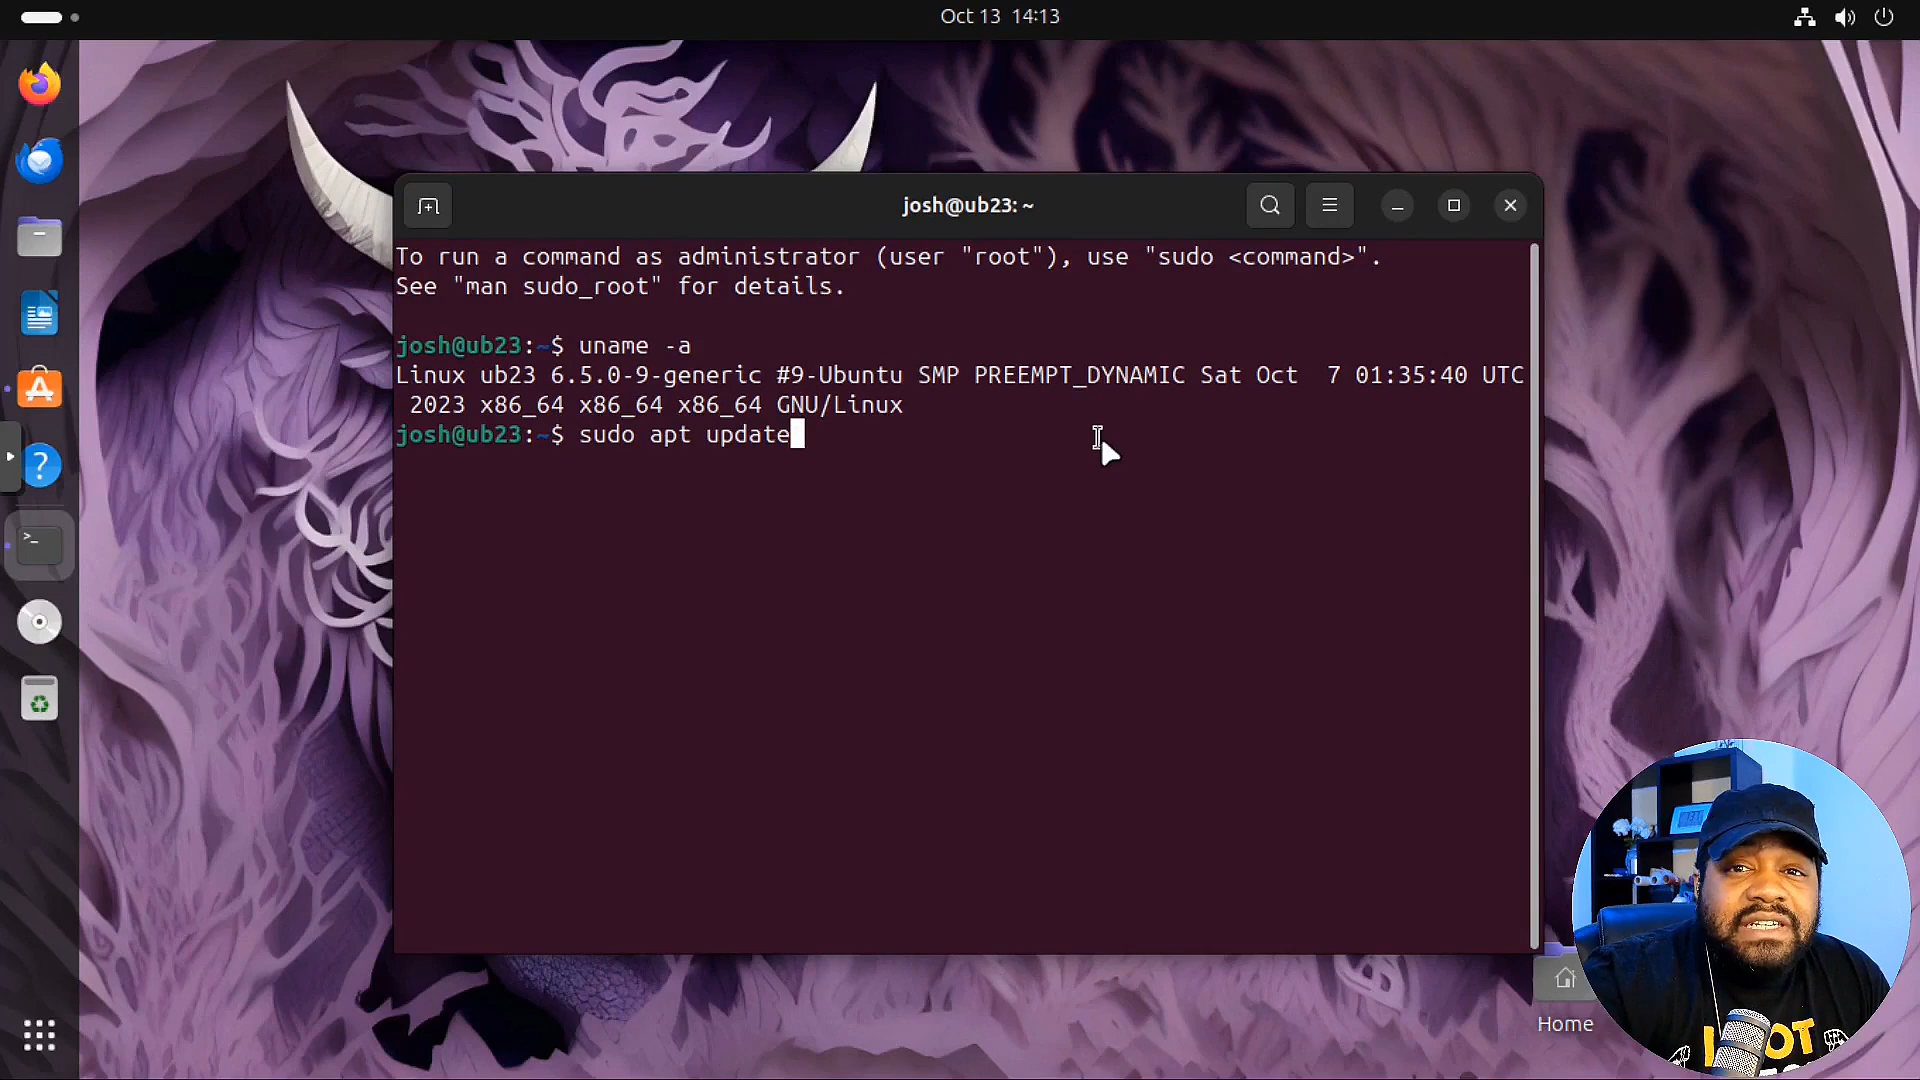 Oct 13 14:13
josh@ub23: ~
To run a command as administrator (user "root"), use "sudo <command>".
See "man sudo_root" for details.
josh@ub23:~$ uname -a
Linux ub23 6.5.0-9-generic #9-Ubuntu SMP PREEMPT_DYNAMIC Sat Oct  7 01:35:40 UTC
 2023 x86_64 x86_64 x86_64 GNU/Linux
josh@ub23:~$ sudo apt update
Home